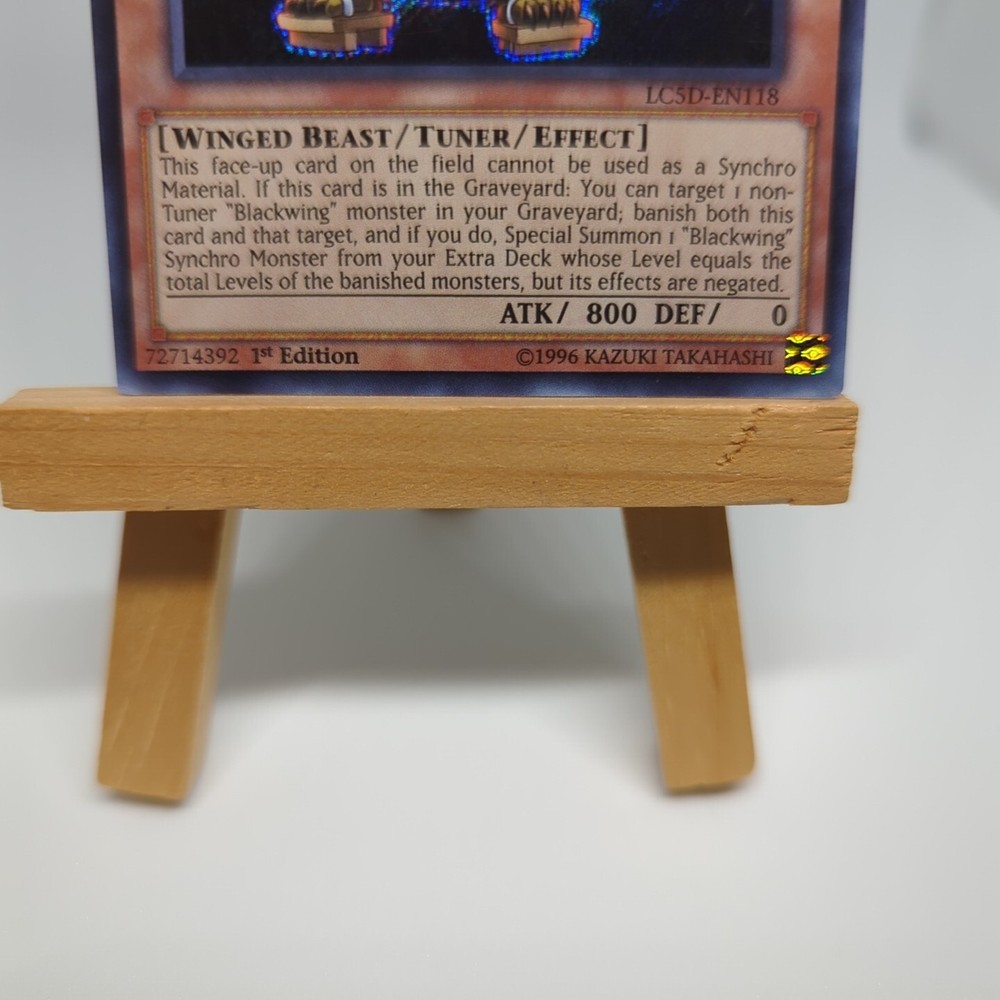 LC5D-EN118
[WINGED BEAST/TUNER/EFFECT]
This face-up card on the field cannot be used as a Synchro
Material. If this card is in the Graveyard: You can target 1 non-
Tuner "Blackwing" monster in your Graveyard; banish both this
card and that target, and if you do, Special Summon 1 "Blackwing"
Synchro Monster from your Extra Deck whose Level equals the
total Levels of the banished monsters, but its effects are negated.
ATK/ 800 DEF/ 0
72714392 1st Edition ©1996 KAZUKI TAKAHASHI